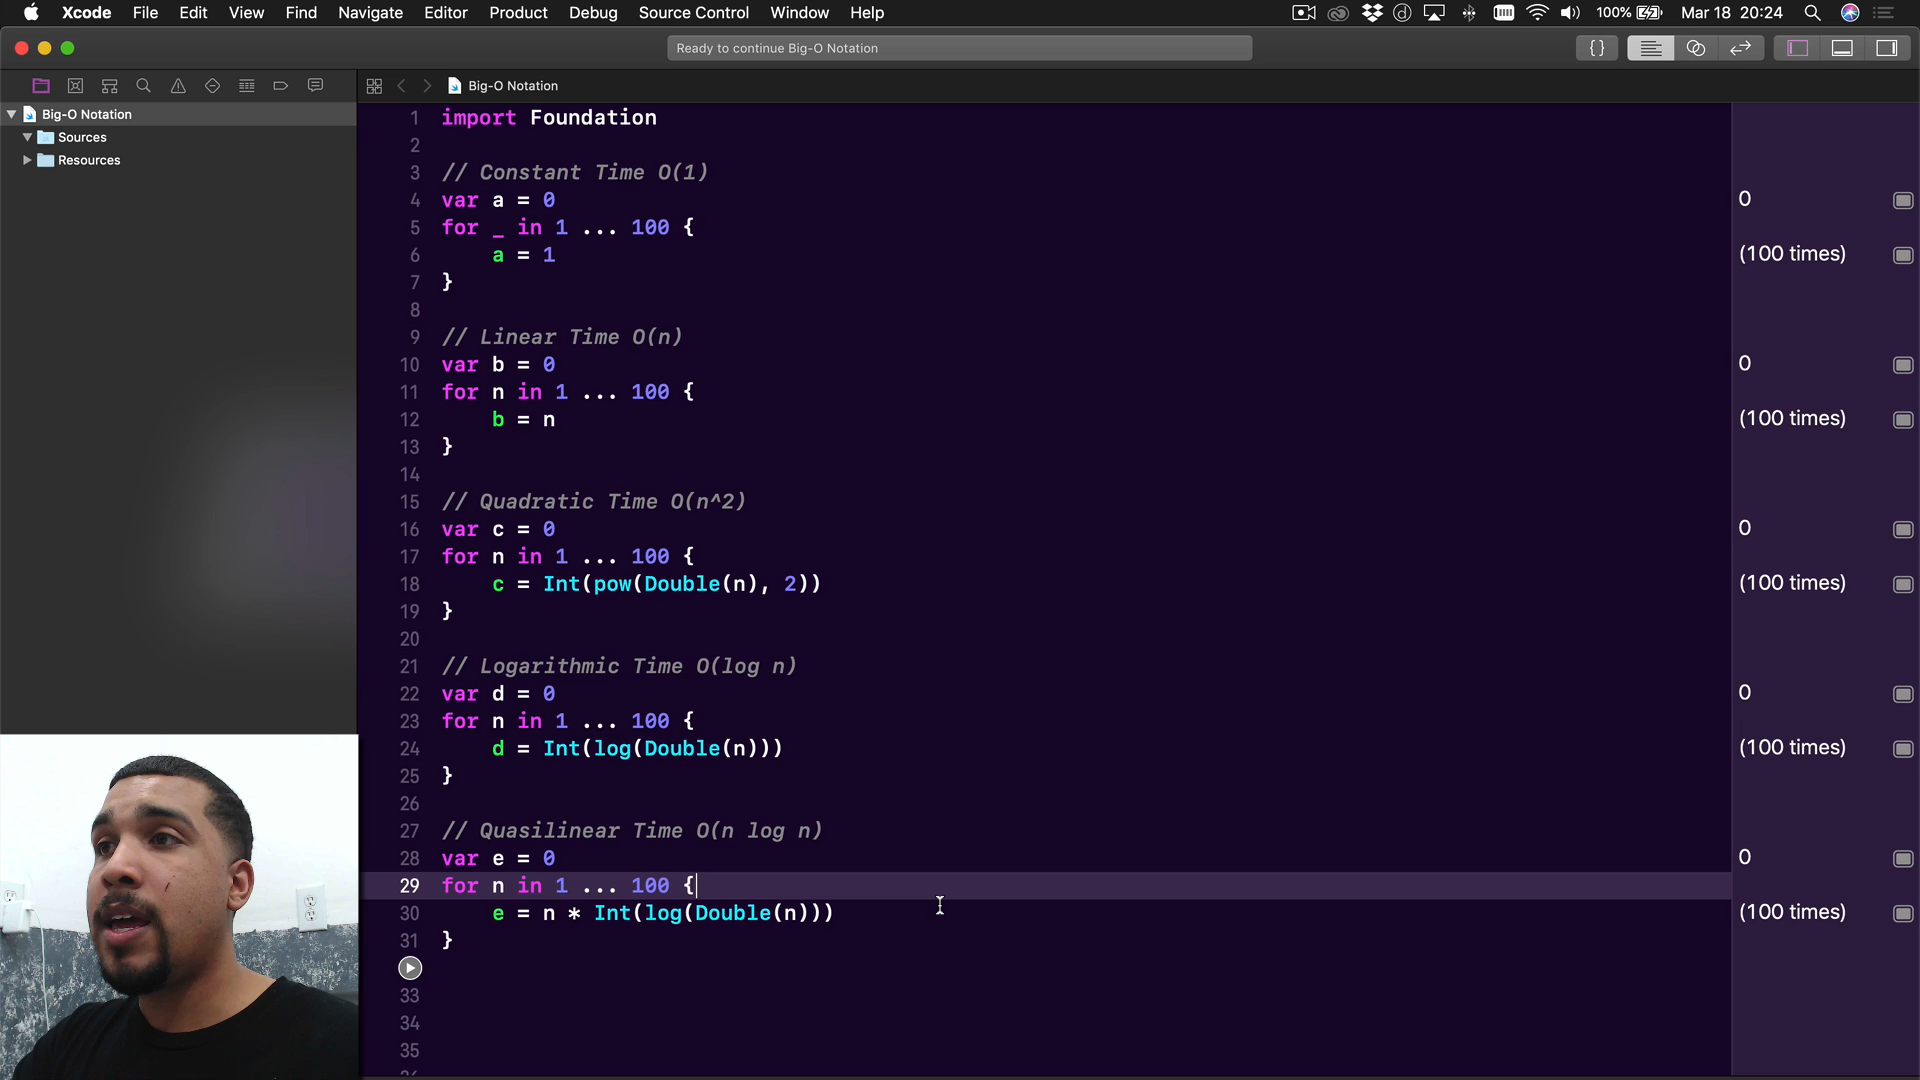 Xcode File Edit View Find Navigate Editor Product Debug Source Control Window Help 100% Mar 18 20:24
Ready to continue Big-O Notation
{}
Big-O Notation
Big-O Notation
Sources
Resources
1 import Foundation
2
3 // Constant Time O(1)
4 var a = 0 0
5 for _ in 1 ... 100 {
6 a = 1 (100 times)
7 }
8
9 // Linear Time O(n)
10 var b = 0 0
11 for n in 1 ... 100 {
12 b = n (100 times)
13 }
14
15 // Quadratic Time O(n^2)
16 var c = 0 0
17 for n in 1 ... 100 {
18 c = Int(pow(Double(n), 2)) (100 times)
19 }
20
21 // Logarithmic Time O(log n)
22 var d = 0 0
23 for n in 1 ... 100 {
24 d = Int(log(Double(n))) (100 times)
25 }
26
27 // Quasilinear Time O(n log n)
28 var e = 0 0
29 for n in 1 ... 100 {
30 e = n * Int(log(Double(n))) (100 times)
31 }
33
34
35